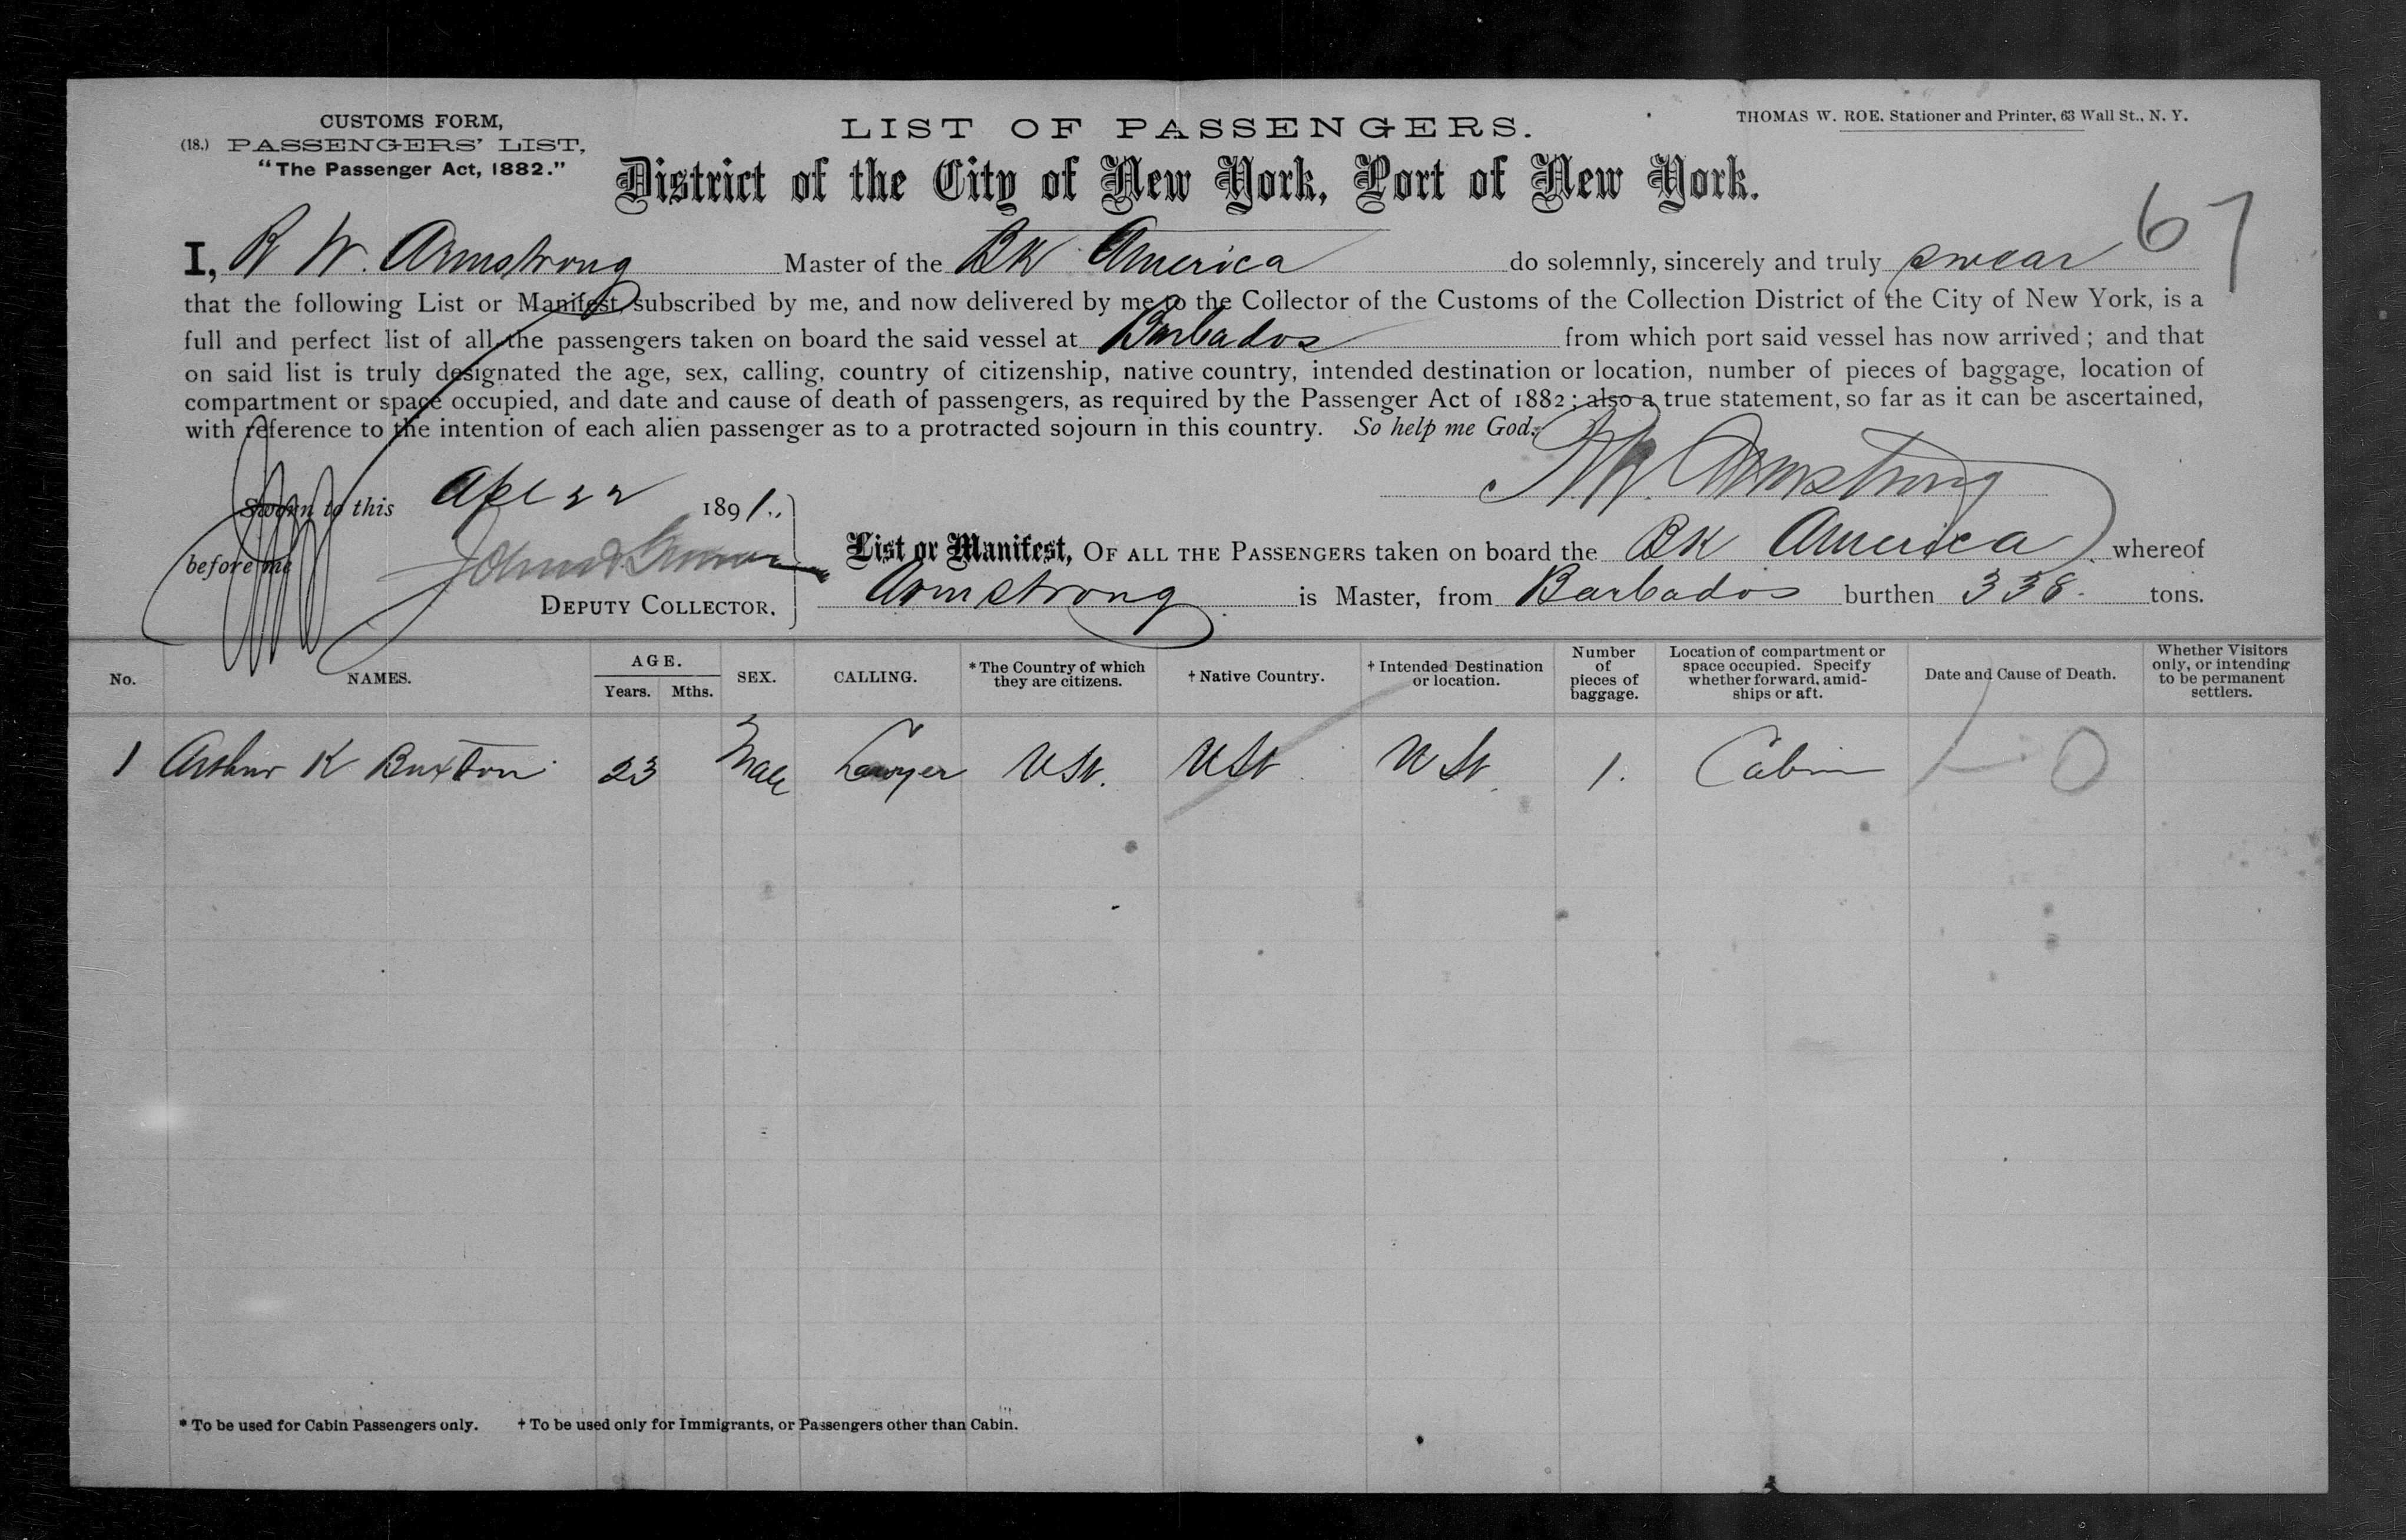 CUSTOMS FORM,
(18.) PASSENGERS' LIST,
"The Passenger Act, 1882."
LIST OF PASSENGERS.
THOMAS W. ROE. Stationer and Printer, 63 Wall St., N. Y.
District of the City of New York, Port of New York.
67
I, R W. Armstrong Master of the Bk America do solemnly, sincerely and truly swear
that the following List or Manifest, subscribed by me, and now delivered by me to the Collector of the Customs of the Collection District of the City of New York, is a
full and perfect list of all the passengers taken on board the said vessel at Barbados from which port said vessel has now arrived; and that
on said list is truly designated the age, sex, calling, country of citizenship, native country, intended destination or location, number of pieces of baggage, location of
compartment or space occupied, and date and cause of death of passengers, as required by the Passenger Act of 1882; also a true statement, so far as it can be ascertained,
with reference to the intention of each alien passenger as to a protracted sojourn in this country. So help me God.
R.W. Armstrong
Sworn to this Apl 22 1891.
before me
DEPUTY COLLECTOR.
List or Manifest, OF ALL THE PASSENGERS taken on board the Bk America whereof
Armstrong is Master, from Barbados burthen 338. tons.
No. NAMES. AGE. Years. Mths. SEX. CALLING. * The Country of which they are citizens. † Native Country. † Intended Destination or location. Number of pieces of baggage. Location of compartment or space occupied. Specify whether forward, amidships or aft. Date and Cause of Death. Whether Visitors only, or intending to be permanent settlers.
1 Arthur K Buxton 23 Male Lawyer USt. USt USt. 1. Cabin
* To be used for Cabin Passengers only. † To be used only for Immigrants, or Passengers other than Cabin.